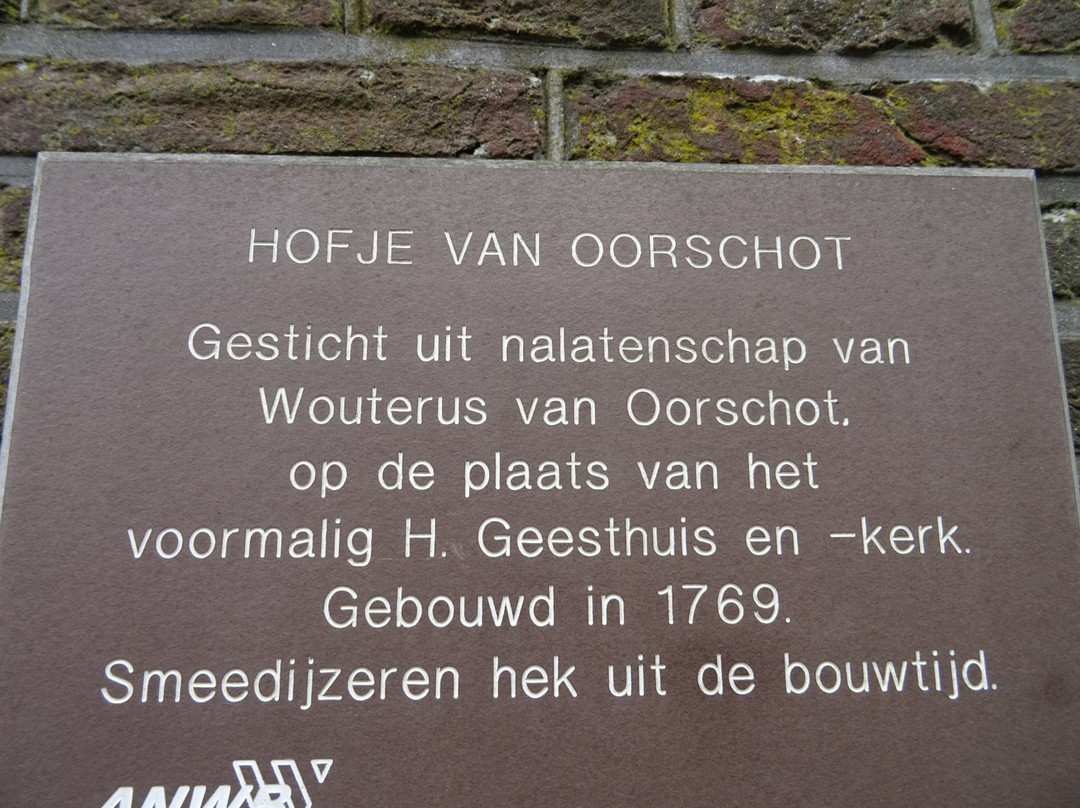 HOFJE VAN OORSCHOT
Gesticht uit nalatenschap van
Wouterus van Oorschot,
op de plaats van het
voormalig H. Geesthuis en -kerk.
Gebouwd in 1769.
Smeedijzeren hek uit de bouwtijd.
ANWB